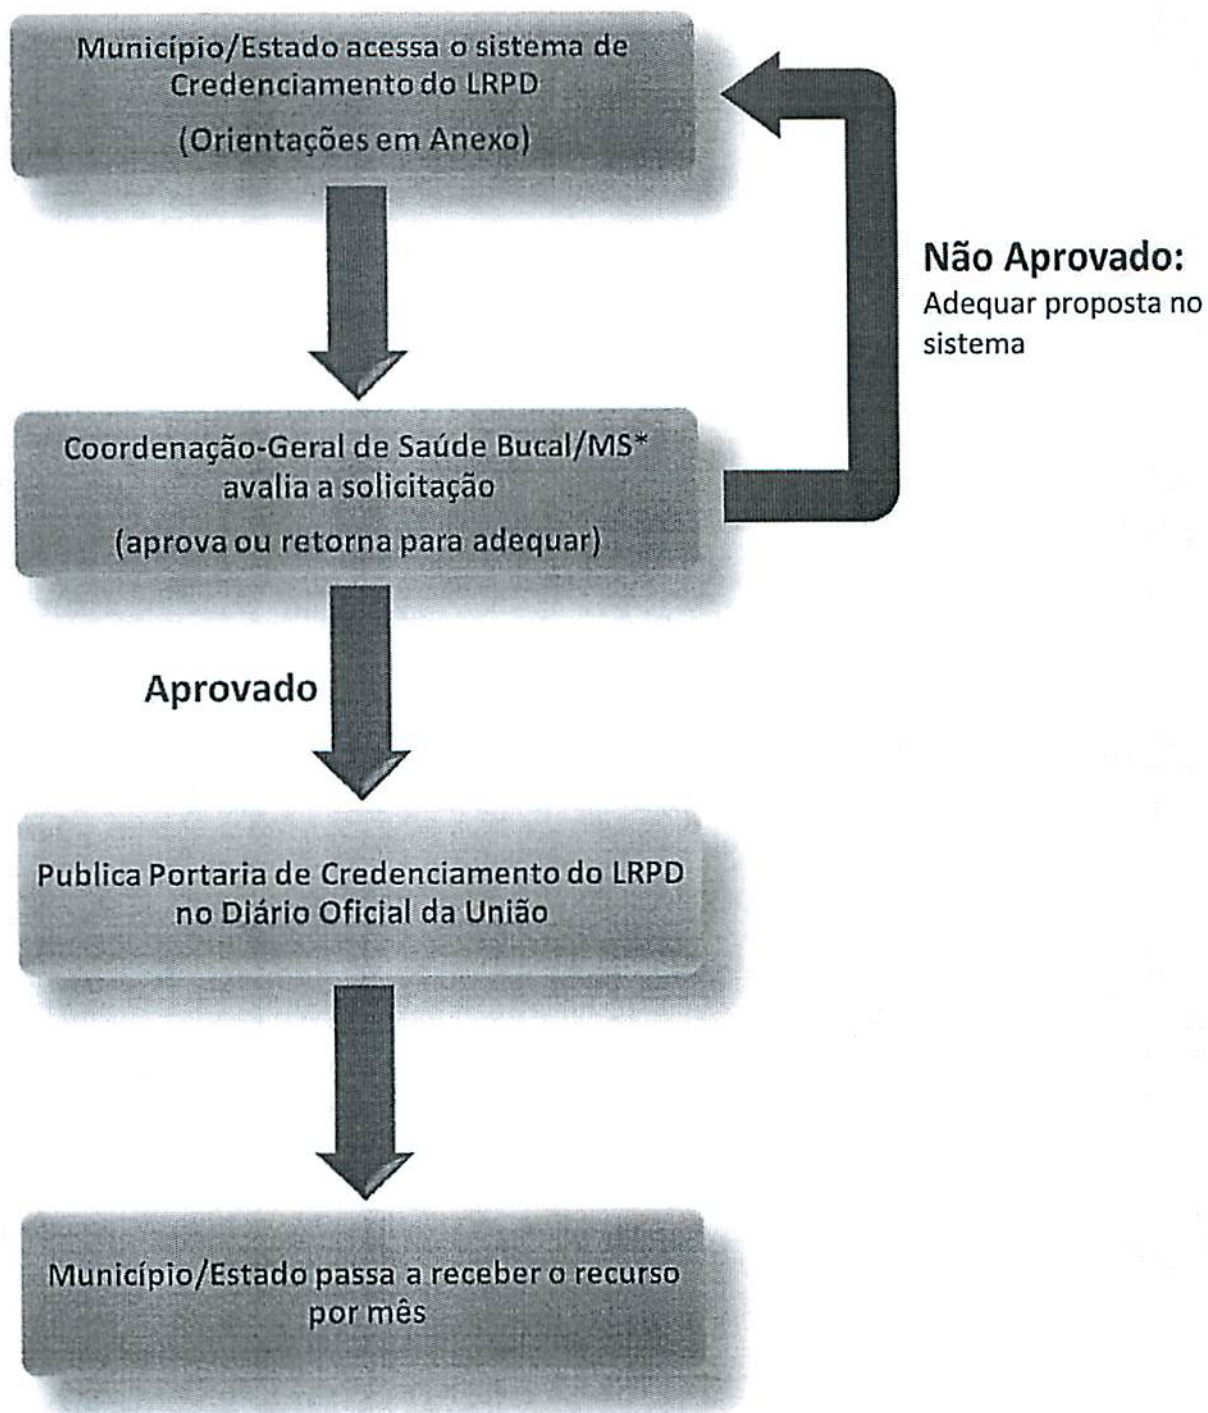 Município/Estado acessa o sistema de
Credenciamento do LRPD
(Orientações em Anexo)
Não Aprovado:
Adequar proposta no
sistema
Coordenação-Geral de Saúde Bucal/MS*
avalia a solicitação
(aprova ou retorna para adequar)
Aprovado
Publica Portaria de Credenciamento do LRPD
no Diário Oficial da União
Município/Estado passa a receber o recurso
por mês